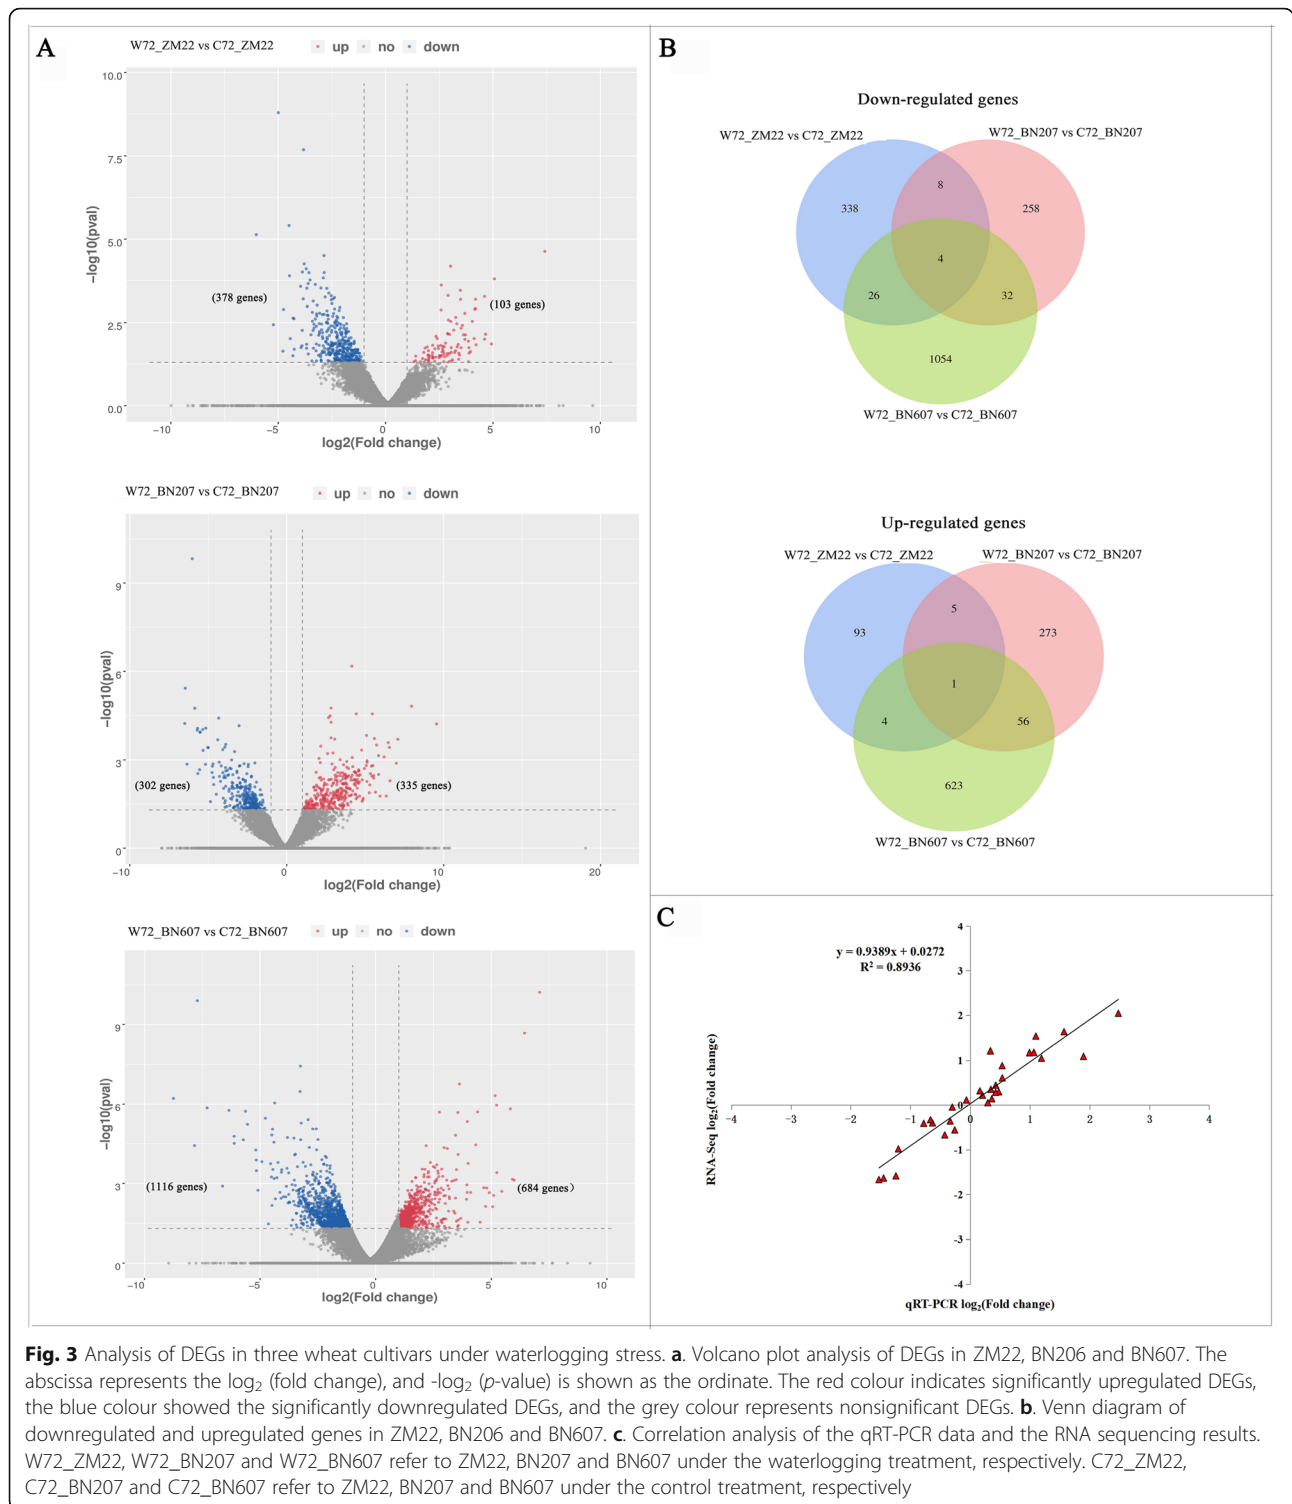 A
W72_ZM22 vs C72_ZM22 up no down
10.0
7.5
5.0
2.5
0.0
−log10(pval)
(378 genes)
(103 genes)
−10 −5 0 5 10
log2(Fold change)
W72_BN207 vs C72_BN207 up no down
9
6
3
0
−log10(pval)
(302 genes)
(335 genes)
−10 0 10 20
log2(Fold change)
W72_BN607 vs C72_BN607 up no down
9
6
3
0
−log10(pval)
(1116 genes)
(684 genes)
−10 −5 0 5 10
log2(Fold change)
B
Down-regulated genes
W72_ZM22 vs C72_ZM22
W72_BN207 vs C72_BN207
8
338
258
4
26
32
1054
W72_BN607 vs C72_BN607
Up-regulated genes
W72_ZM22 vs C72_ZM22
W72_BN207 vs C72_BN207
5
93
273
1
4
56
623
W72_BN607 vs C72_BN607
C
y = 0.9389x + 0.0272
R² = 0.8936
4
3
2
1
0
-1
-2
-3
-4
−4 −3 −2 −1 0 1 2 3 4
RNA-Seq log₂(Fold change)
qRT-PCR log₂(Fold change)
Fig. 3 Analysis of DEGs in three wheat cultivars under waterlogging stress. a. Volcano plot analysis of DEGs in ZM22, BN206 and BN607. The
abscissa represents the log₂ (fold change), and -log₂ (p-value) is shown as the ordinate. The red colour indicates significantly upregulated DEGs,
the blue colour showed the significantly downregulated DEGs, and the grey colour represents nonsignificant DEGs. b. Venn diagram of
downregulated and upregulated genes in ZM22, BN206 and BN607. c. Correlation analysis of the qRT-PCR data and the RNA sequencing results.
W72_ZM22, W72_BN207 and W72_BN607 refer to ZM22, BN207 and BN607 under the waterlogging treatment, respectively. C72_ZM22,
C72_BN207 and C72_BN607 refer to ZM22, BN207 and BN607 under the control treatment, respectively